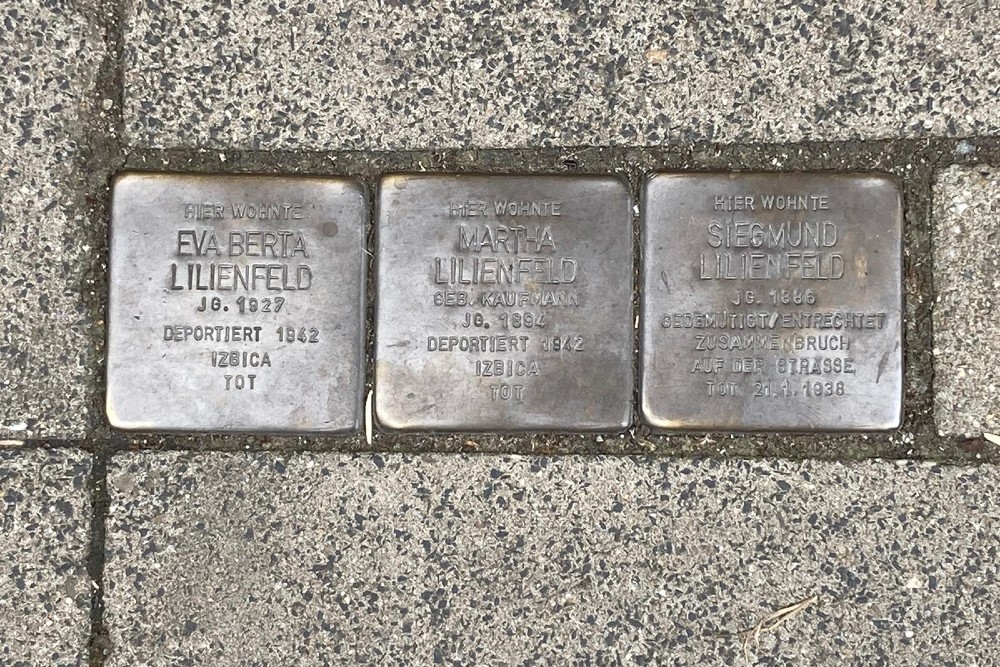 HIER WOHNTE
EVA BERTA
LILIENFELD
JG. 1927
DEPORTIERT 1942
IZBICA
TOT
HIER WOHNTE
MARTHA
LILIENFELD
GEB. KAUFMANN
JG. 1894
DEPORTIERT 1942
IZBICA
TOT
HIER WOHNTE
SIEGMUND
LILIENFELD
JG. 1886
GEDEMÜTIGT/ENTRECHTET
ZUSAMMENBRUCH
AUF DER STRASSE
TOT 21.1.1938